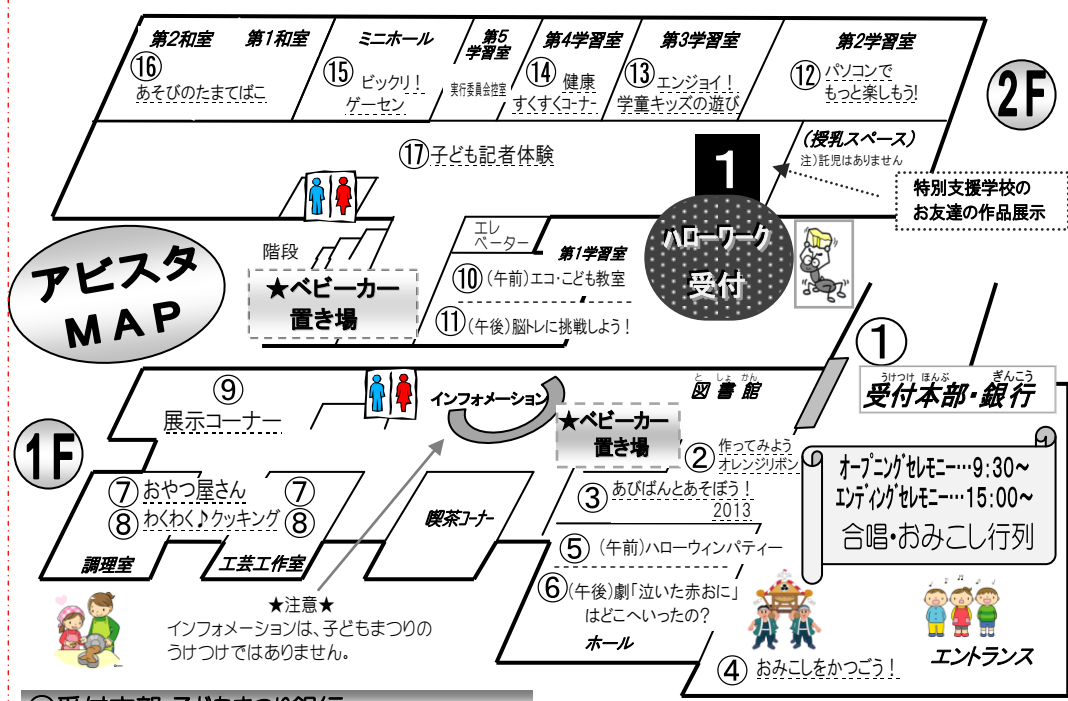 第2和室　第1和室
⑯
あそびのたまてばこ
ミニホール
⑮ ビックリ！
ゲーセン
第5
学習室
実行委員会控室
第4学習室
⑭ 健康
すくすくコーナー
第3学習室
⑬エンジョイ！
学童キッズの遊び
第2学習室
⑫ パソコンで
もっと楽しもう!
2F
⑰子ども記者体験
1
(授乳スペース)
注)託児はありません
特別支援学校の
お友達の作品展示
アビスタ
MAP
階段
★ベビーカー
置き場
エレ
ベーター
第1学習室
⑩(午前)エコ・こども教室
⑪(午後)脳トレに挑戦しよう！
ハローワーク
受付
①
うけつけ ほんぶ ぎんこう
受付本部・銀行
1F
⑨
展示コーナー
インフォメーション
と しょ かん
図書館
★ベビーカー
置き場
② 作ってみよう
オレンジリボン
③ あびぱんとあそぼう！
2013
⑤ (午前)ハローウィンパティー
⑥(午後)劇「泣いた赤おに」
はどこへいったの？
ホール
⑦おやつ屋さん ⑦
⑧わくわく♪クッキング⑧
調理室
工芸工作室
喫茶コーナー
★注意★
インフォメーションは、子どもまつりの
うけつけではありません。
オープニングセレモニー…9:30～
エンディングセレモニー…15:00～
合唱・おみこし行列
④ おみこしをかつごう！
エントランス